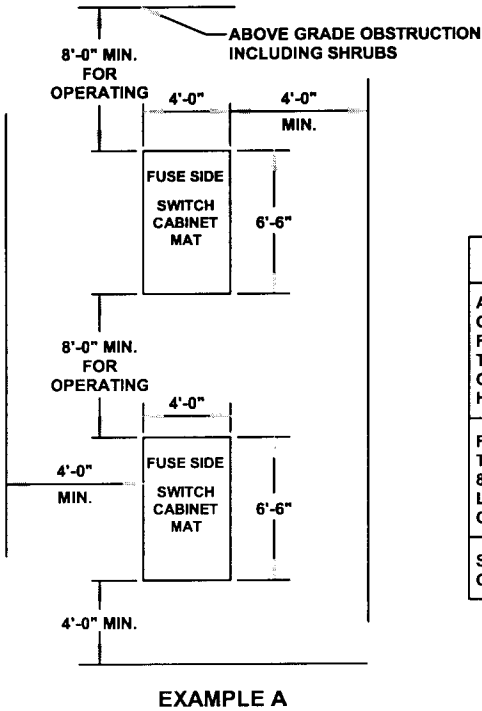 ABOVE GRADE OBSTRUCTION
INCLUDING SHRUBS
8'-0" MIN.
FOR
OPERATING
4'-0"
4'-0"
MIN.
FUSE SIDE
SWITCH
CABINET
MAT
6'-6"
8'-0" MIN.
FOR
OPERATING
4'-0"
4'-0"
MIN.
FUSE SIDE
SWITCH
CABINET
MAT
6'-6"
4'-0" MIN.
EXAMPLE A